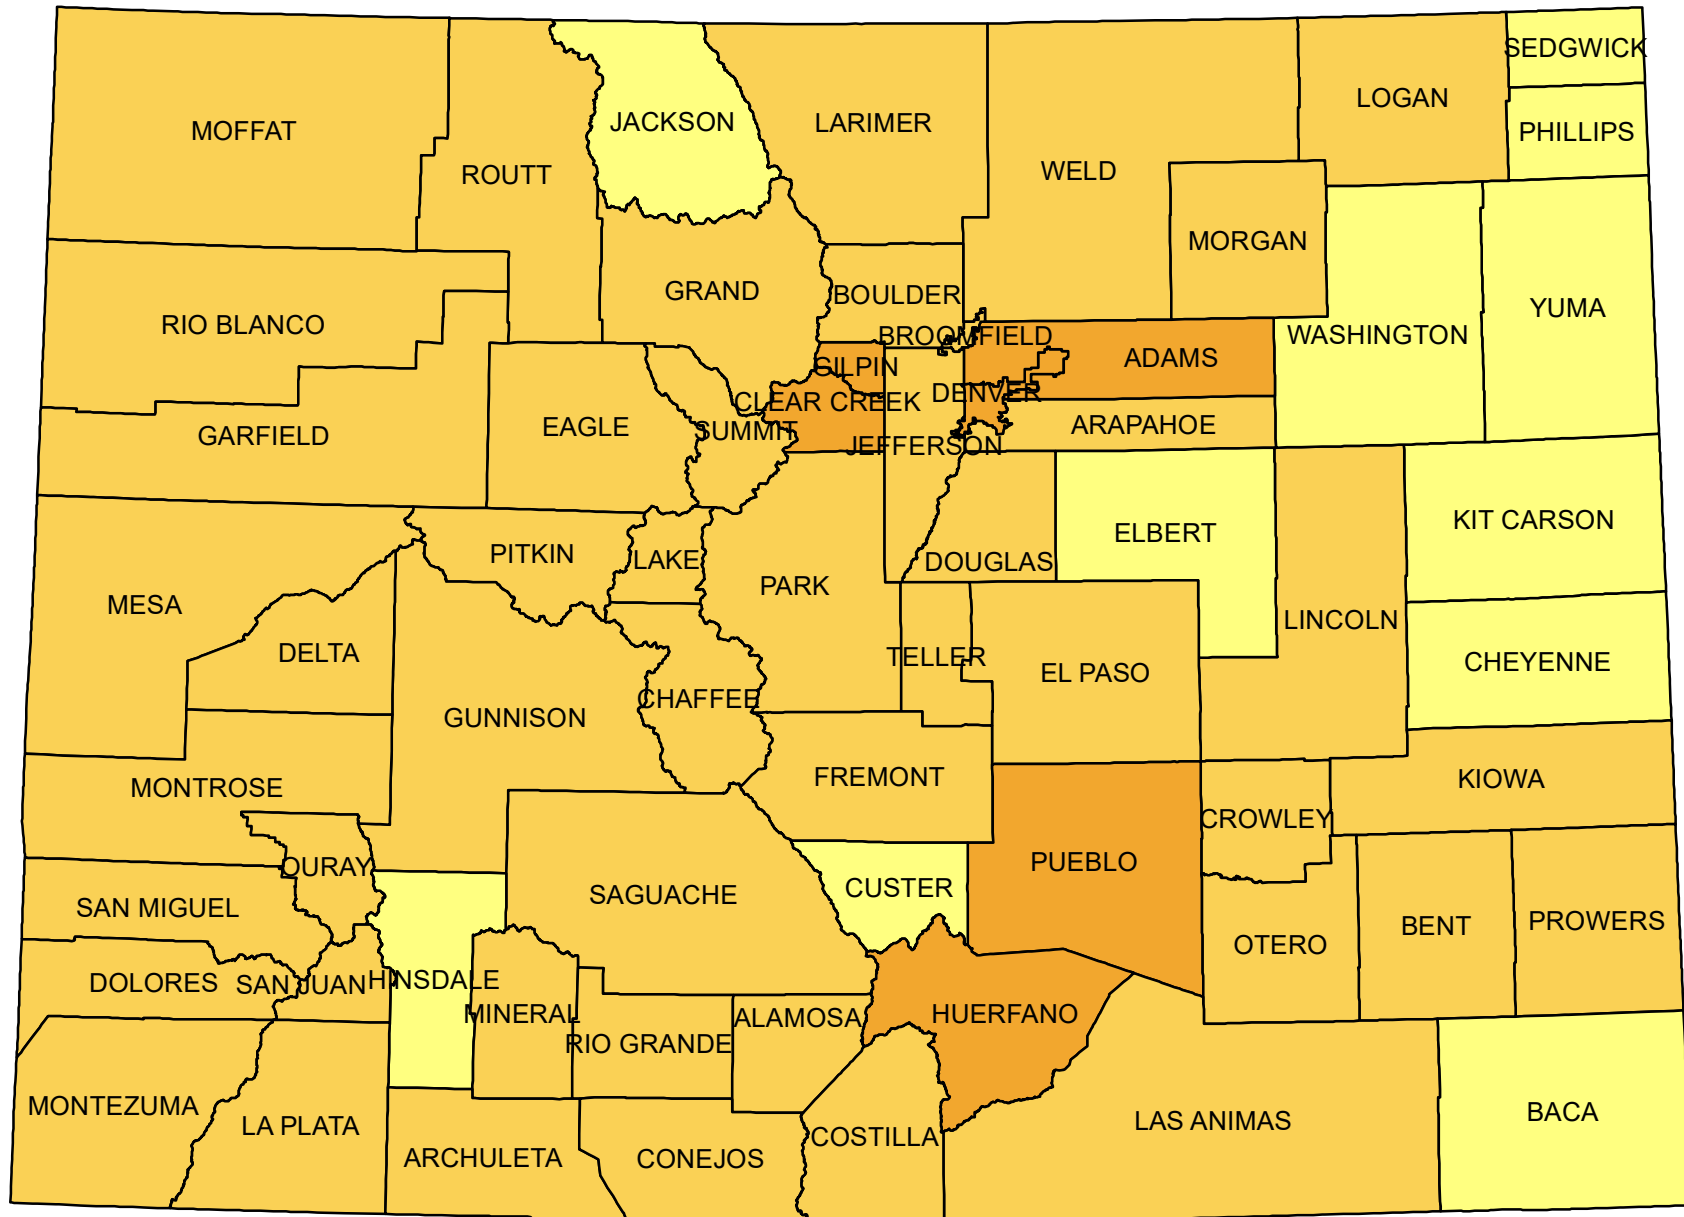 SEDGWICK
LOGAN
MOFFAT
JACKSON
LARIMER
PHILLIPS
ROUTT
WELD
MORGAN
GRAND
BOULDER
YUMA
RIO BLANCO
BROOMFIELD
WASHINGTON
GILPIN
ADAMS
CLEAR CREEK
DENVER
GARFIELD
EAGLE
SUMMIT
ARAPAHOE
JEFFERSON
KIT CARSON
ELBERT
PITKIN
LAKE
DOUGLAS
PARK
MESA
LINCOLN
DELTA
TELLER
CHEYENNE
EL PASO
CHAFFEE
GUNNISON
FREMONT
KIOWA
MONTROSE
CROWLEY
OURAY
PUEBLO
CUSTER
SAGUACHE
SAN MIGUEL
PROWERS
BENT
OTERO
DOLORES
SAN JUAN
HINSDALE
MINERAL
HUERFANO
ALAMOSA
RIO GRANDE
MONTEZUMA
BACA
LA PLATA
LAS ANIMAS
COSTILLA
ARCHULETA
CONEJOS